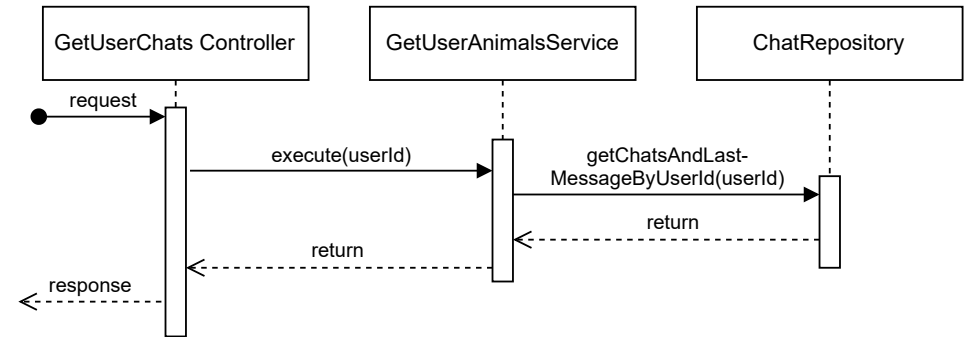 GetUserChats Controller
GetUserAnimalsService
ChatRepository
request
execute(userId)
getChatsAndLast-
MessageByUserId(userId)
return
return
response